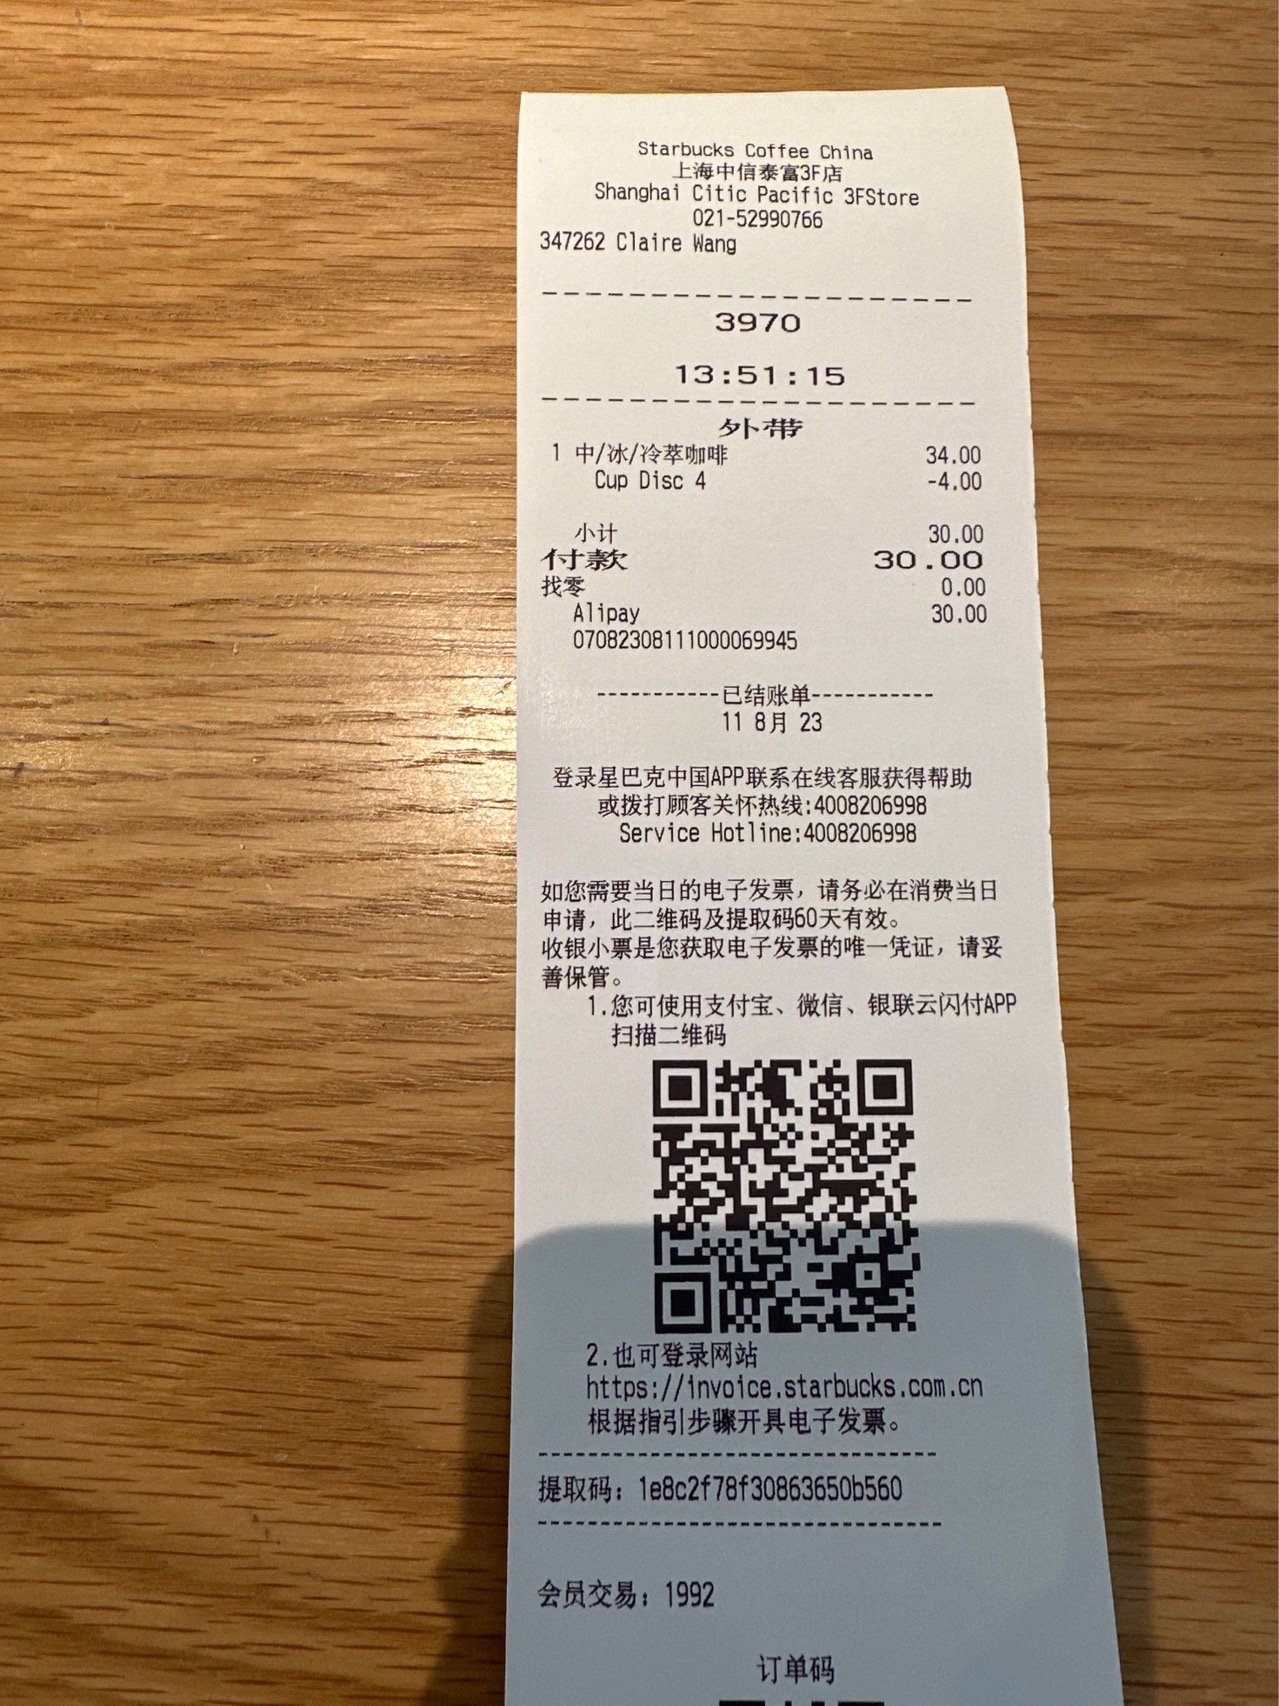 Starbucks Coffee China
上海中信泰富3F店
Shanghai Citic Pacific 3FStore
021-52990766
347262 Claire Wang
3970
13:51:15
外带
1 中/冰/冷萃咖啡 34.00
Cup Disc 4 -4.00
小计 30.00
付款 30.00
找零 0.00
Alipay 30.00
07082308111000069945
-----------已结账单-----------
11 8月 23
登录星巴克中国APP联系在线客服获得帮助
或拨打顾客关怀热线:4008206998
Service Hotline:4008206998
如您需要当日的电子发票，请务必在消费当日
申请，此二维码及提取码60天有效。
收银小票是您获取电子发票的唯一凭证，请妥
善保管。
1.您可使用支付宝、微信、银联云闪付APP
扫描二维码
2.也可登录网站
https://invoice.starbucks.com.cn
根据指引步骤开具电子发票。
提取码：1e8c2f78f30863650b560
会员交易：1992
订单码